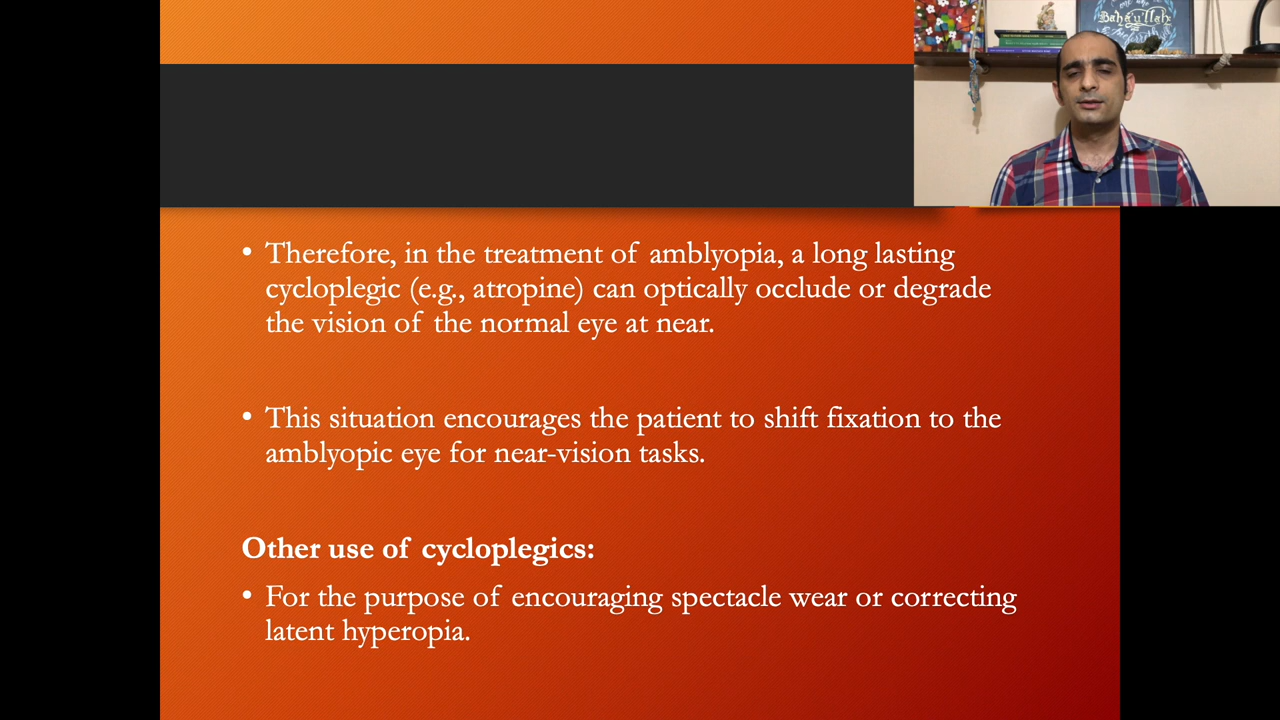 Bahá'u'lláh
• Therefore, in the treatment of amblyopia, a long lasting
cycloplegic (e.g., atropine) can optically occlude or degrade
the vision of the normal eye at near.
• This situation encourages the patient to shift fixation to the
amblyopic eye for near-vision tasks.
Other use of cycloplegics:
• For the purpose of encouraging spectacle wear or correcting
latent hyperopia.